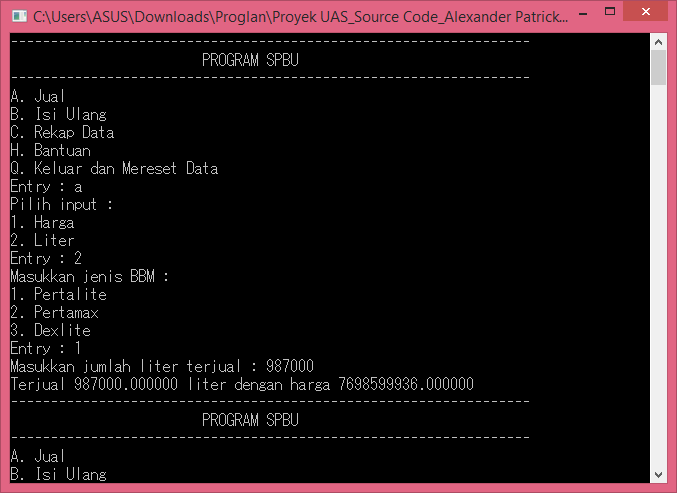 C:\Users\ASUS\Downloads\Proglan\Proyek UAS_Source Code_Alexander Patrick...
--------------------------------------------------------------------
PROGRAM SPBU
--------------------------------------------------------------------
A. Jual
B. Isi Ulang
C. Rekap Data
H. Bantuan
Q. Keluar dan Mereset Data
Entry : a
Pilih input :
1. Harga
2. Liter
Entry : 2
Masukkan jenis BBM :
1. Pertalite
2. Pertamax
3. Dexlite
Entry : 1
Masukkan jumlah liter terjual : 987000
Terjual 987000.000000 liter dengan harga 7698599936.000000
--------------------------------------------------------------------
PROGRAM SPBU
--------------------------------------------------------------------
A. Jual
B. Isi Ulang